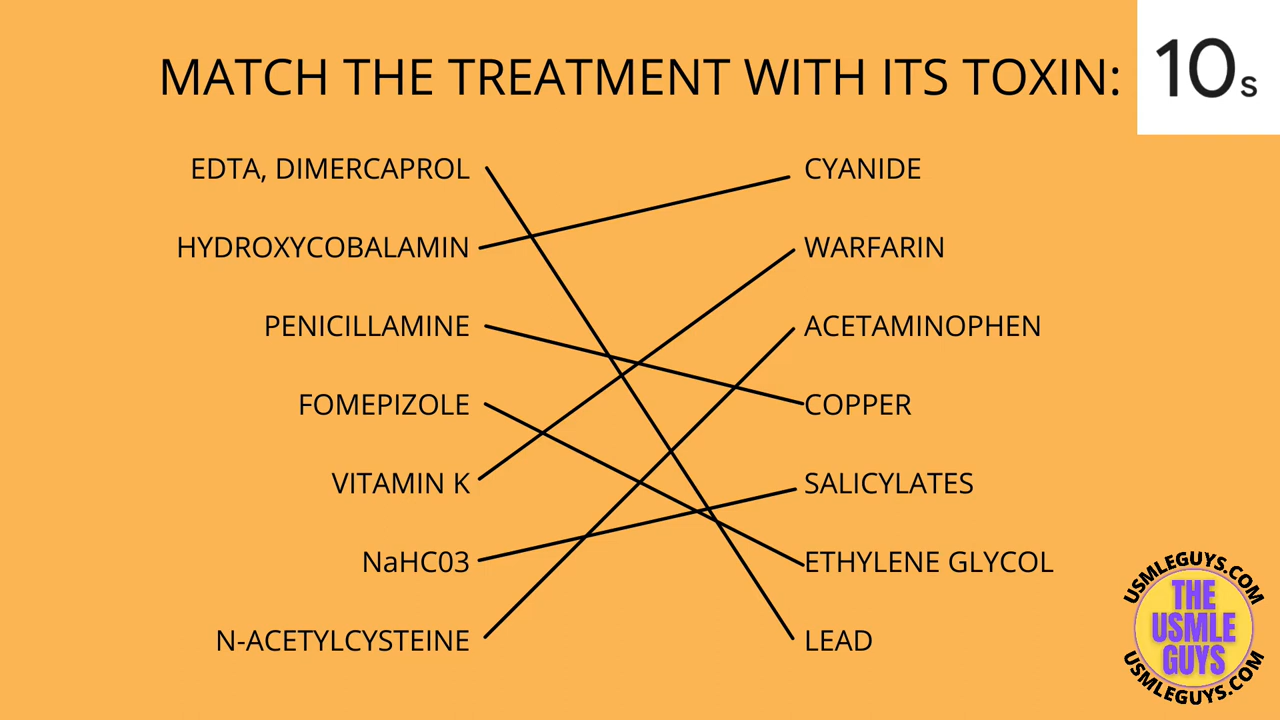 MATCH THE TREATMENT WITH ITS TOXIN:
10s
EDTA, DIMERCAPROL
CYANIDE
HYDROXYCOBALAMIN
WARFARIN
PENICILLAMINE
ACETAMINOPHEN
FOMEPIZOLE
COPPER
VITAMIN K
SALICYLATES
NaHC03
ETHYLENE GLYCOL
N-ACETYLCYSTEINE
LEAD
USMLEGUYS.COM
THE
USMLE
GUYS
USMLEGUYS.COM